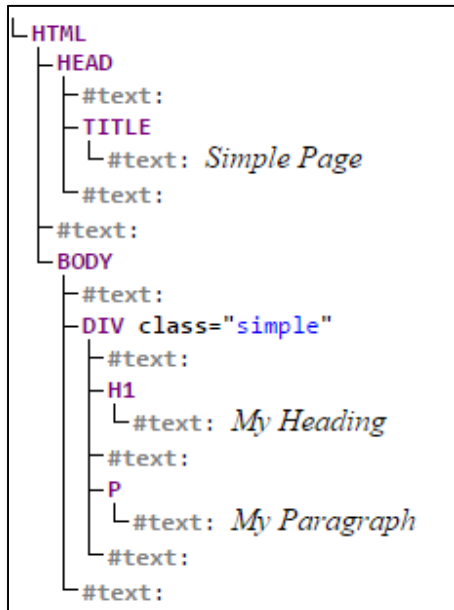 HTML
HEAD
#text:
TITLE
#text: Simple Page
#text:
#text:
BODY
#text:
DIV class="simple"
#text:
H1
#text: My Heading
#text:
P
#text: My Paragraph
#text:
#text: